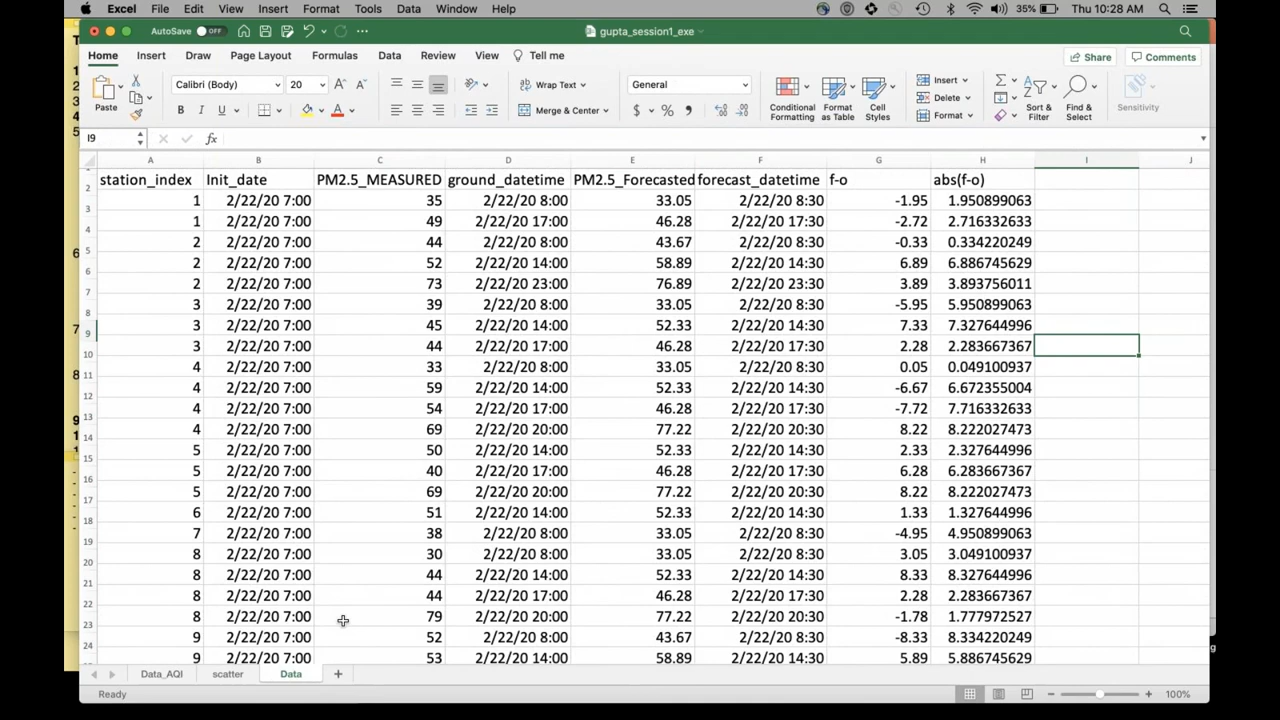 Excel File Edit View Insert Format Tools Data Window Help 35% Thu 10:28 AM
AutoSave OFF gupta_session1_exe
Home Insert Draw Page Layout Formulas Data Review View Tell me Share Comments
Paste Calibri (Body) 20 A A Wrap Text General Conditional Formatting Format as Table Cell Styles Insert Sort & Filter Find & Select Sensitivity
B I U A Merge & Center $ % Delete
Format
I9 fx
A B C D E F G H I J
station_index Init_date PM2.5_MEASURED ground_datetime PM2.5_Forecasted forecast_datetime f-o abs(f-o)
2 1 2/22/20 7:00 35 2/22/20 8:00 33.05 2/22/20 8:30 -1.95 1.950899063
3 1 2/22/20 7:00 49 2/22/20 17:00 46.28 2/22/20 17:30 -2.72 2.716332633
4 2 2/22/20 7:00 44 2/22/20 8:00 43.67 2/22/20 8:30 -0.33 0.334220249
5 2 2/22/20 7:00 52 2/22/20 14:00 58.89 2/22/20 14:30 6.89 6.886745629
6 2 2/22/20 7:00 73 2/22/20 23:00 76.89 2/22/20 23:30 3.89 3.893756011
7 3 2/22/20 7:00 39 2/22/20 8:00 33.05 2/22/20 8:30 -5.95 5.950899063
8 3 2/22/20 7:00 45 2/22/20 14:00 52.33 2/22/20 14:30 7.33 7.327644996
9 3 2/22/20 7:00 44 2/22/20 17:00 46.28 2/22/20 17:30 2.28 2.283667367
10 4 2/22/20 7:00 33 2/22/20 8:00 33.05 2/22/20 8:30 0.05 0.049100937
11 4 2/22/20 7:00 59 2/22/20 14:00 52.33 2/22/20 14:30 -6.67 6.672355004
12 4 2/22/20 7:00 54 2/22/20 17:00 46.28 2/22/20 17:30 -7.72 7.716332633
13 4 2/22/20 7:00 69 2/22/20 20:00 77.22 2/22/20 20:30 8.22 8.222027473
14 5 2/22/20 7:00 50 2/22/20 14:00 52.33 2/22/20 14:30 2.33 2.327644996
15 5 2/22/20 7:00 40 2/22/20 17:00 46.28 2/22/20 17:30 6.28 6.283667367
16 5 2/22/20 7:00 69 2/22/20 20:00 77.22 2/22/20 20:30 8.22 8.222027473
17 6 2/22/20 7:00 51 2/22/20 14:00 52.33 2/22/20 14:30 1.33 1.327644996
18 7 2/22/20 7:00 38 2/22/20 8:00 33.05 2/22/20 8:30 -4.95 4.950899063
19 8 2/22/20 7:00 30 2/22/20 8:00 33.05 2/22/20 8:30 3.05 3.049100937
20 8 2/22/20 7:00 44 2/22/20 14:00 52.33 2/22/20 14:30 8.33 8.327644996
21 8 2/22/20 7:00 44 2/22/20 17:00 46.28 2/22/20 17:30 2.28 2.283667367
22 8 2/22/20 7:00 79 2/22/20 20:00 77.22 2/22/20 20:30 -1.78 1.777972527
23 9 2/22/20 7:00 52 2/22/20 8:00 43.67 2/22/20 8:30 -8.33 8.334220249
24 9 2/22/20 7:00 53 2/22/20 14:00 58.89 2/22/20 14:30 5.89 5.886745629
Data_AQI scatter Data
Ready 100%